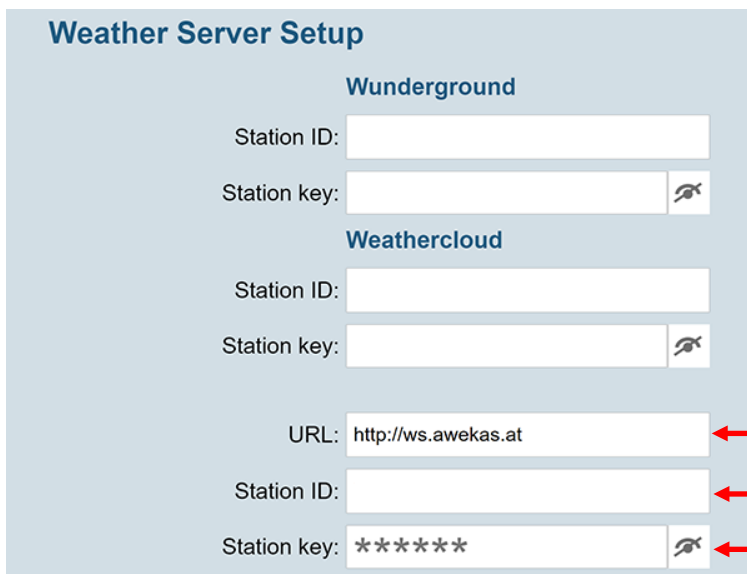 Weather Server Setup
Wunderground
Station ID:
Station key:
Weathercloud
Station ID:
Station key:
URL: http://ws.awekas.at
Station ID:
Station key: ******